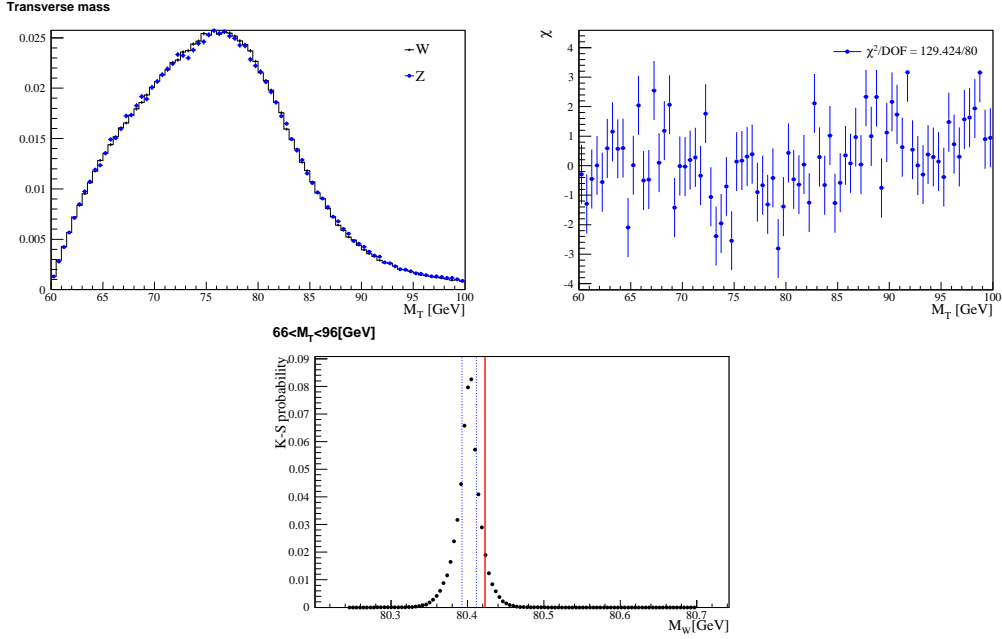 Transverse mass
0.025
0.02
0.015
0.01
0.005
0
60 65 70 75 80 85 90 95 100
M_T [GeV]
W
Z
χ
4
3
2
1
0
-1
-2
-3
-4
60 65 70 75 80 85 90 95 100
M_T [GeV]
χ²/DOF = 129.424/80
66<M_T<96[GeV]
K-S probability
0.09
0.08
0.07
0.06
0.05
0.04
0.03
0.02
0.01
0
80.3 80.4 80.5 80.6 80.7
M_W[GeV]